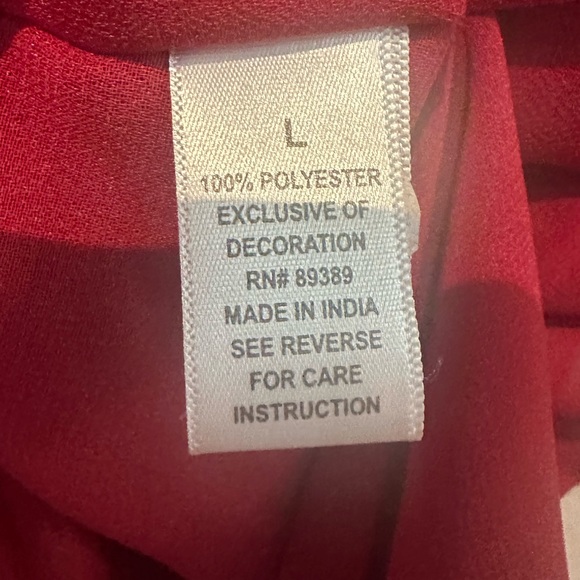 L
100% POLYESTER
EXCLUSIVE OF
DECORATION
RN# 89389
MADE IN INDIA
SEE REVERSE
FOR CARE
INSTRUCTION